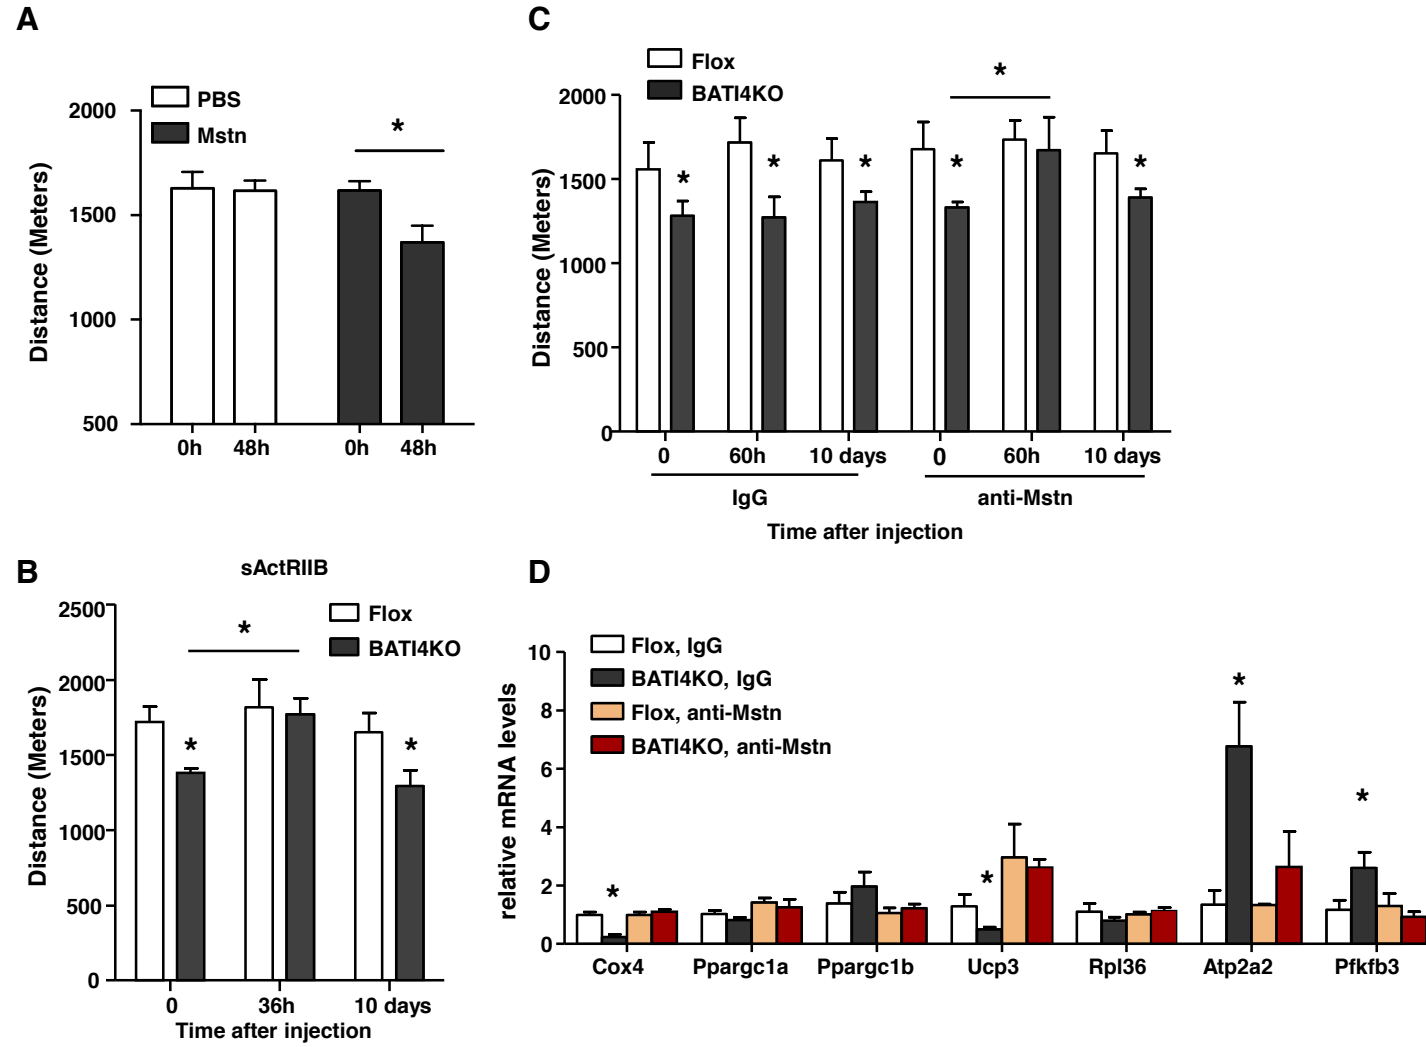 A
PBS
Mstn
*
Distance (Meters)
2000
1500
1000
500
0h 48h 0h 48h
B
sActRIIB
Flox
BATI4KO
*
* *
Distance (Meters)
2500
2000
1500
1000
500
0
0 36h 10 days
Time after injection
C
Flox
BATI4KO
*
* * * * *
Distance (Meters)
2000
1500
1000
500
0
0 60h 10 days 0 60h 10 days
IgG anti-Mstn
Time after injection
D
Flox, IgG
BATI4KO, IgG
Flox, anti-Mstn
BATI4KO, anti-Mstn
* * * *
relative mRNA levels
10
8
6
4
2
0
Cox4 Ppargc1a Ppargc1b Ucp3 Rpl36 Atp2a2 Pfkfb3